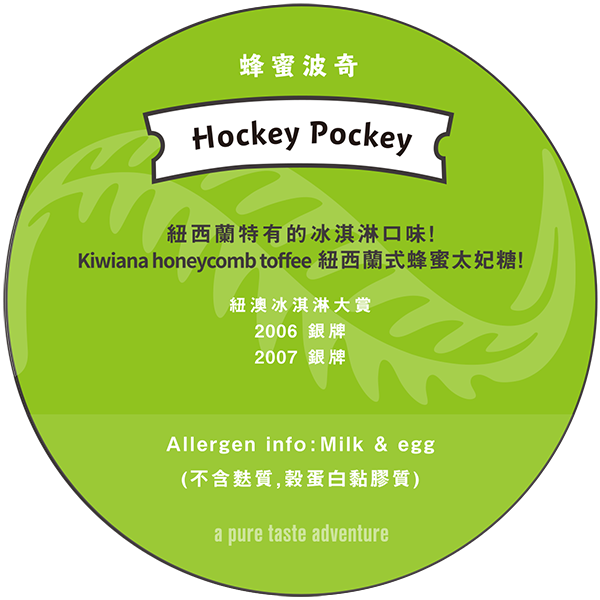 蜂蜜波奇
Hockey Pockey
紐西蘭特有的冰淇淋口味!
Kiwiana honeycomb toffee 紐西蘭式蜂蜜太妃糖!
紐澳冰淇淋大賞
2006 銀牌
2007 銀牌
Allergen info:Milk & egg
(不含麩質,穀蛋白黏膠質)
a pure taste adventure